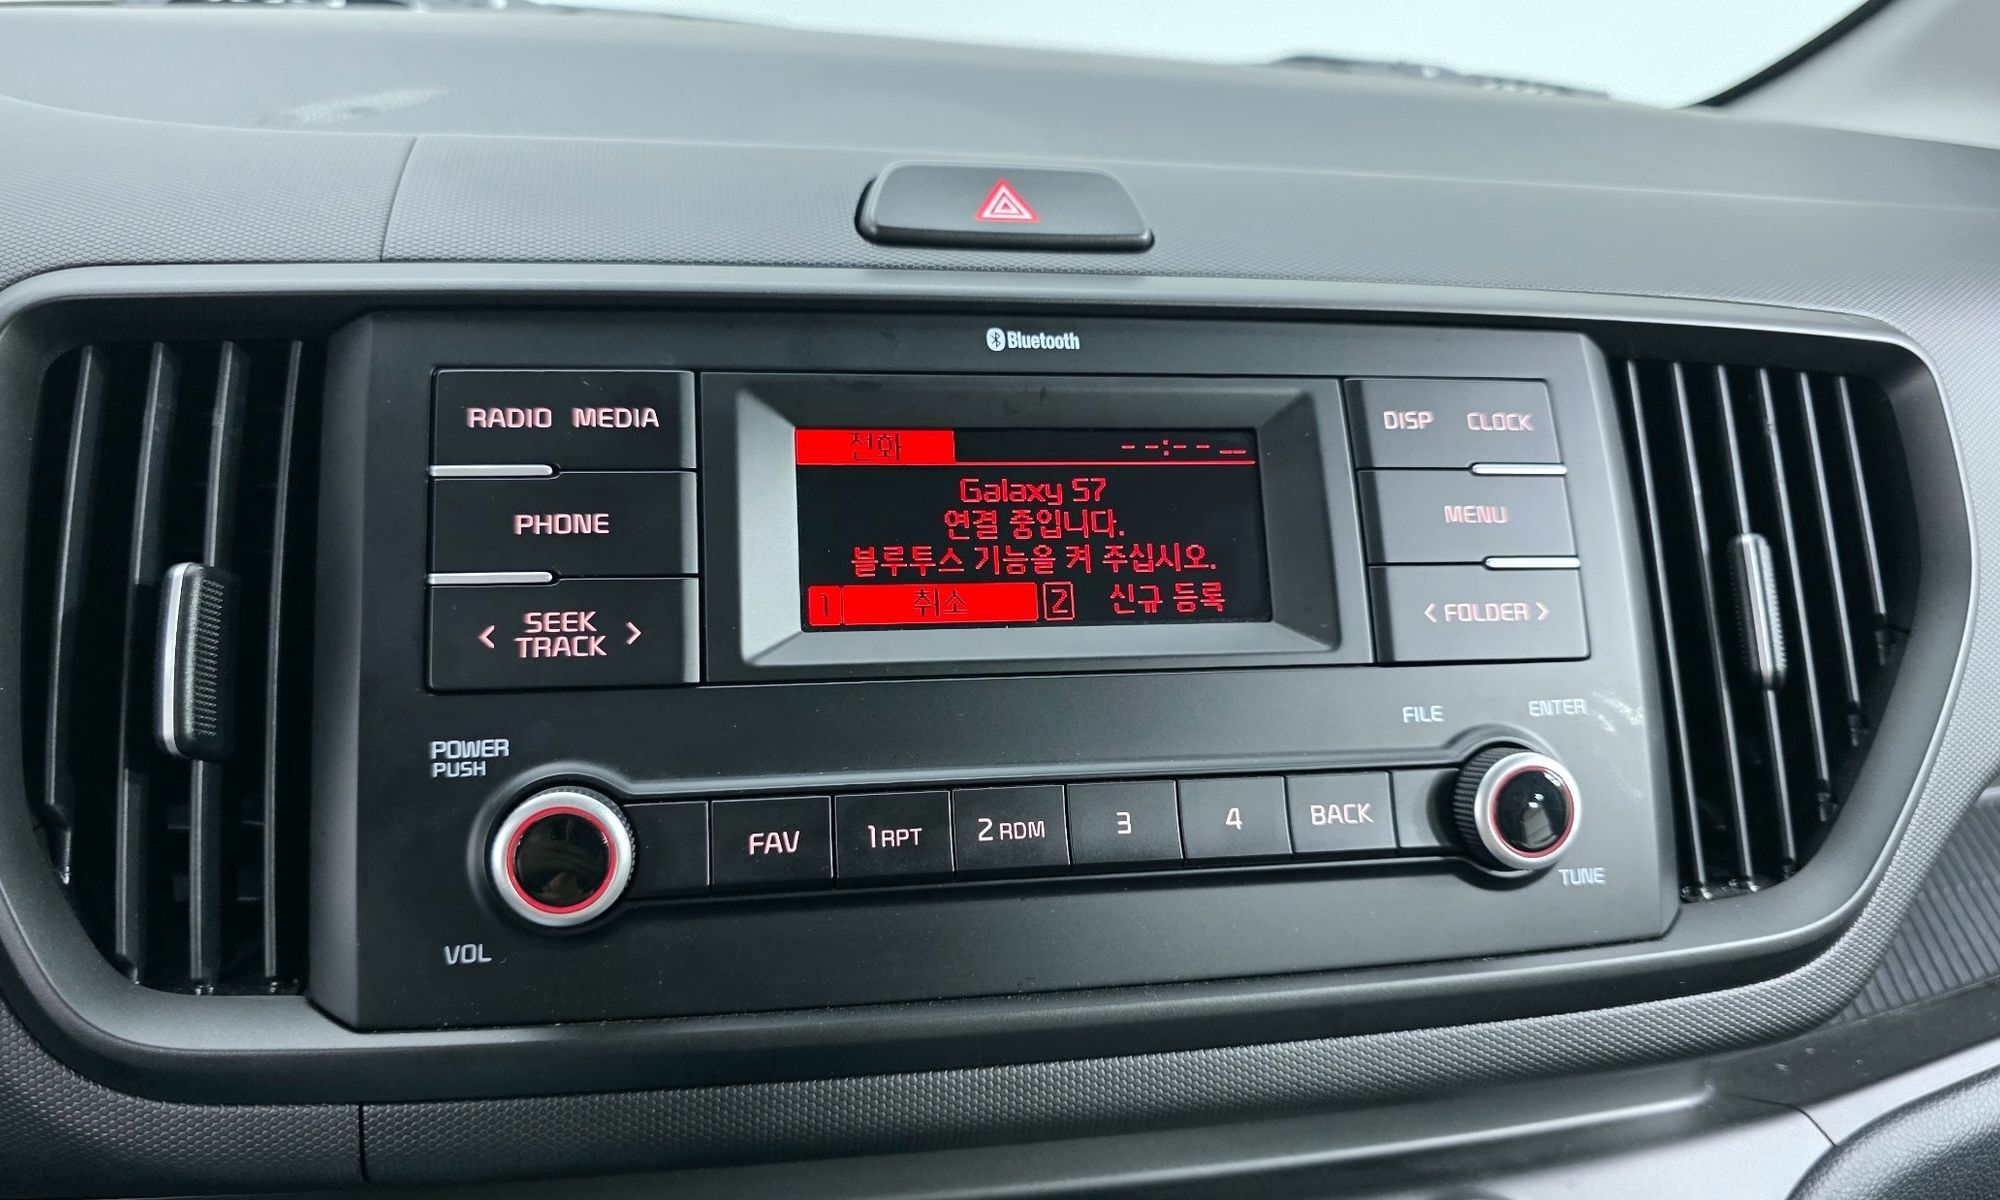 Bluetooth
RADIO MEDIA
PHONE
< SEEK TRACK >
전화 --:-- --
Galaxy S7
연결 중입니다.
블루투스 기능을 켜 주십시오.
1 취소 2 신규 등록
DISP CLOCK
MENU
< FOLDER >
POWER
PUSH
VOL
FAV
1 RPT
2 RDM
3
4
BACK
FILE
ENTER
TUNE